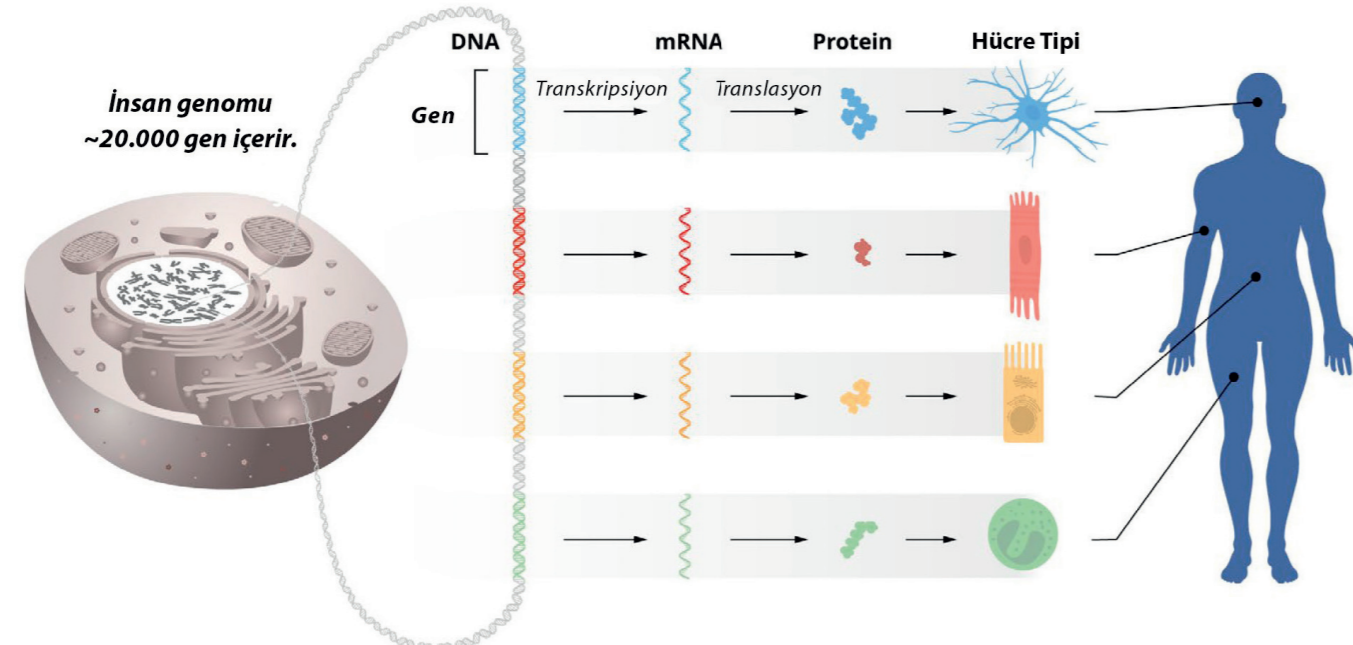 DNA
mRNA
Protein
Hücre Tipi
İnsan genomu
~20.000 gen içerir.
Gen
Transkripsiyon
Translasyon